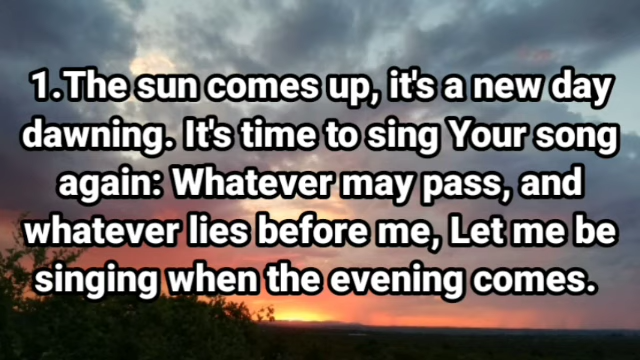 1.The sun comes up, it's a new day
dawning. It's time to sing Your song
again: Whatever may pass, and
whatever lies before me, Let me be
singing when the evening comes.